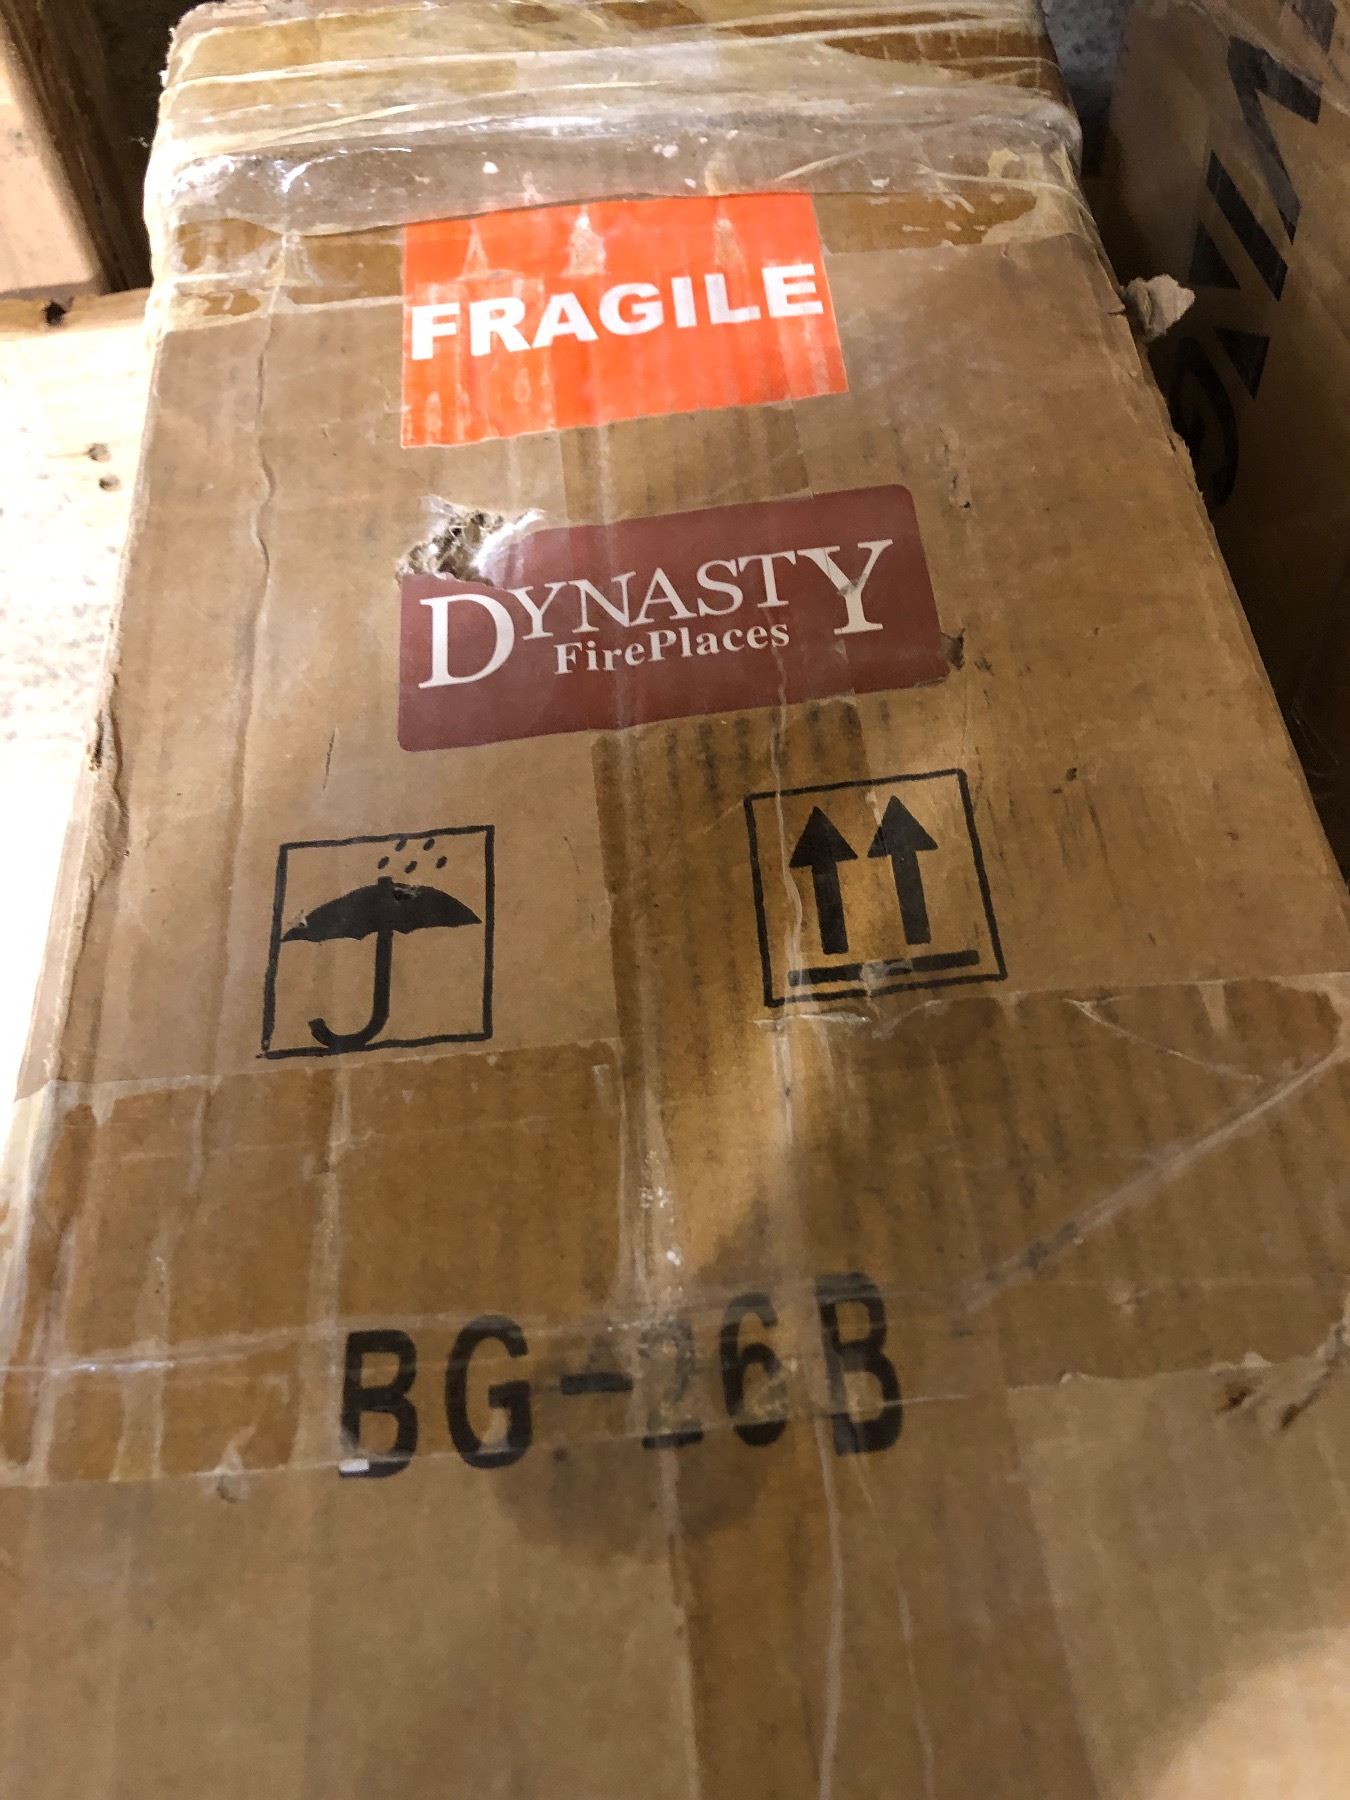 FRAGILE
DYNASTY
FirePlaces
BG-26B